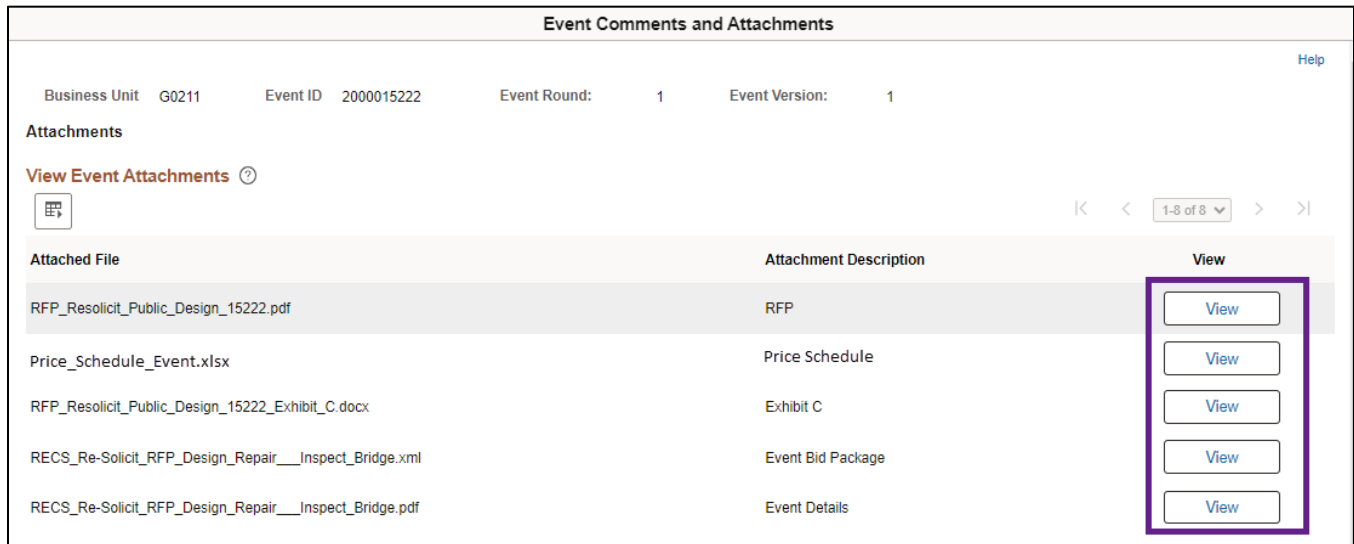 Event Comments and Attachments
Help
Business Unit G0211 Event ID 2000015222 Event Round: 1 Event Version: 1
Attachments
View Event Attachments ?
1-8 of 8
Attached File Attachment Description View
RFP_Resolicit_Public_Design_15222.pdf RFP View
Price_Schedule_Event.xlsx Price Schedule View
RFP_Resolicit_Public_Design_15222_Exhibit_C.docx Exhibit C View
RECS_Re-Solicit_RFP_Design_Repair___Inspect_Bridge.xml Event Bid Package View
RECS_Re-Solicit_RFP_Design_Repair___Inspect_Bridge.pdf Event Details View